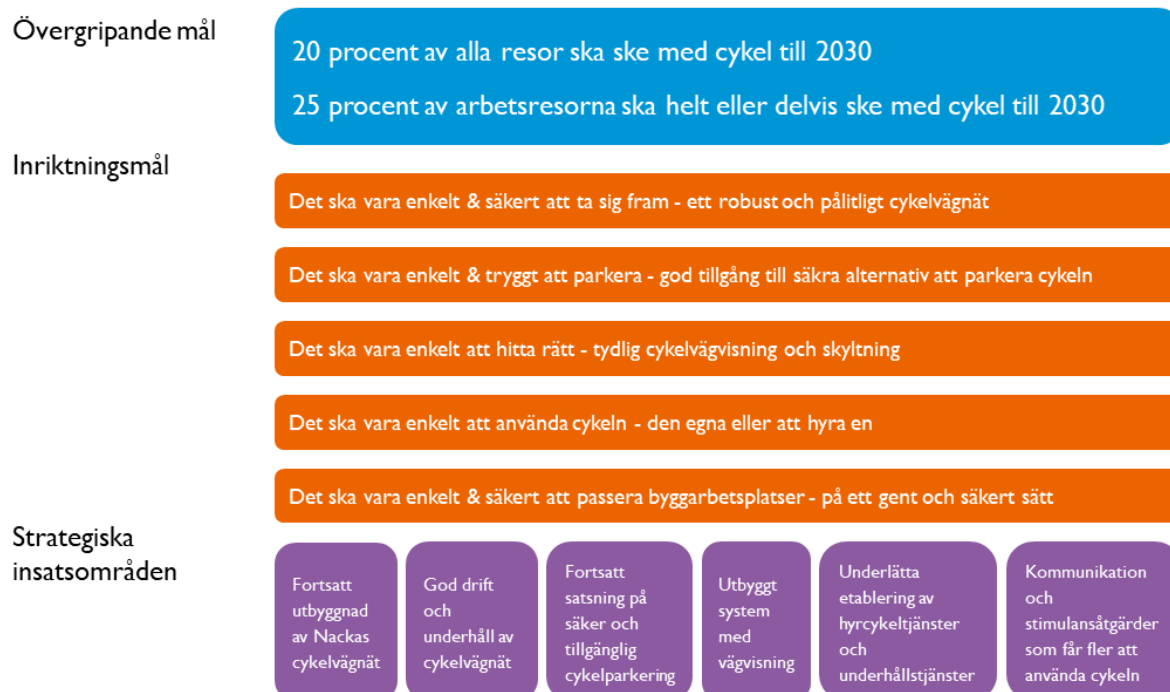 Övergripande mål
20 procent av alla resor ska ske med cykel till 2030
25 procent av arbetsresorna ska helt eller delvis ske med cykel till 2030
Inriktningsmål
Det ska vara enkelt & säkert att ta sig fram - ett robust och pålitligt cykelvägnät
Det ska vara enkelt & tryggt att parkera - god tillgång till säkra alternativ att parkera cykeln
Det ska vara enkelt att hitta rätt - tydlig cykelvägvisning och skyltning
Det ska vara enkelt att använda cykeln - den egna eller att hyra en
Det ska vara enkelt & säkert att passera byggarbetsplatser - på ett gent och säkert sätt
Strategiska
insatsområden
Fortsatt
utbyggnad
av Nackas
cykelvägnät
God drift
och
underhåll av
cykelvägnät
Fortsatt
satsning på
säker och
tillgänglig
cykelparkering
Utbyggt
system
med
vägvisning
Underlätta
etablering av
hyrcykeltjänster
och
underhållstjänster
Kommunikation
och
stimulansåtgärder
som får fler att
använda cykeln